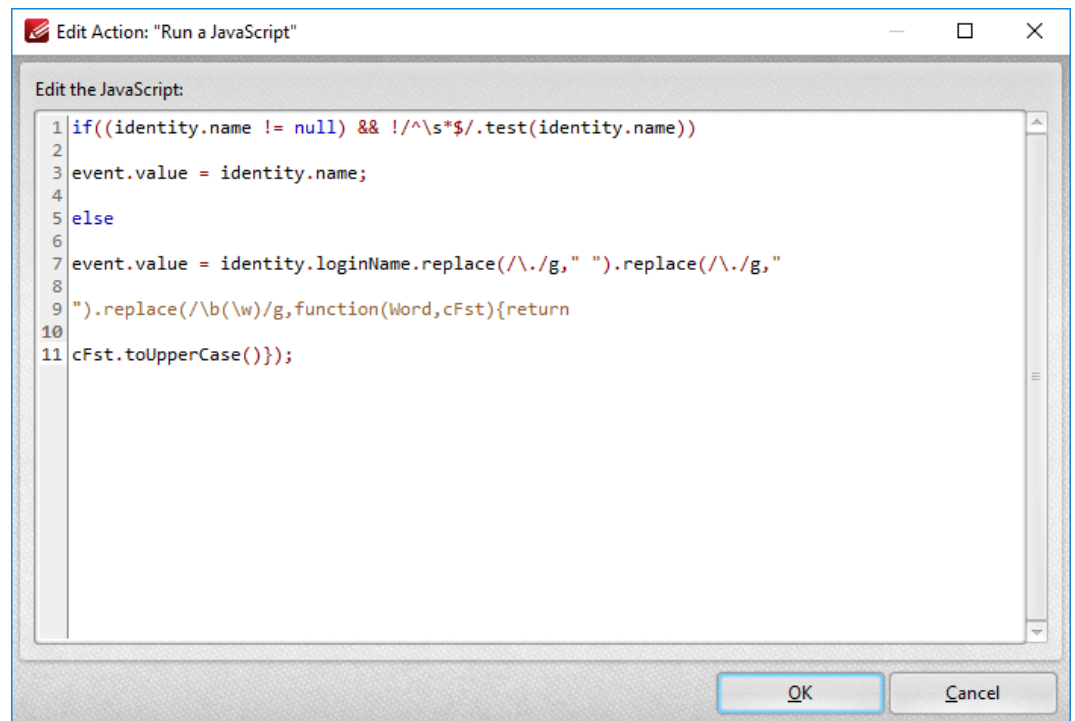 Edit Action: "Run a JavaScript"
Edit the JavaScript:
1 if((identity.name != null) && !/^\s*$/.test(identity.name))
2
3 event.value = identity.name;
4
5 else
6
7 event.value = identity.loginName.replace(/\./g," ").replace(/\./g,"
8
9 ").replace(/\b(\w)/g,function(Word,cFst){return
10
11 cFst.toUpperCase()});
OK
Cancel